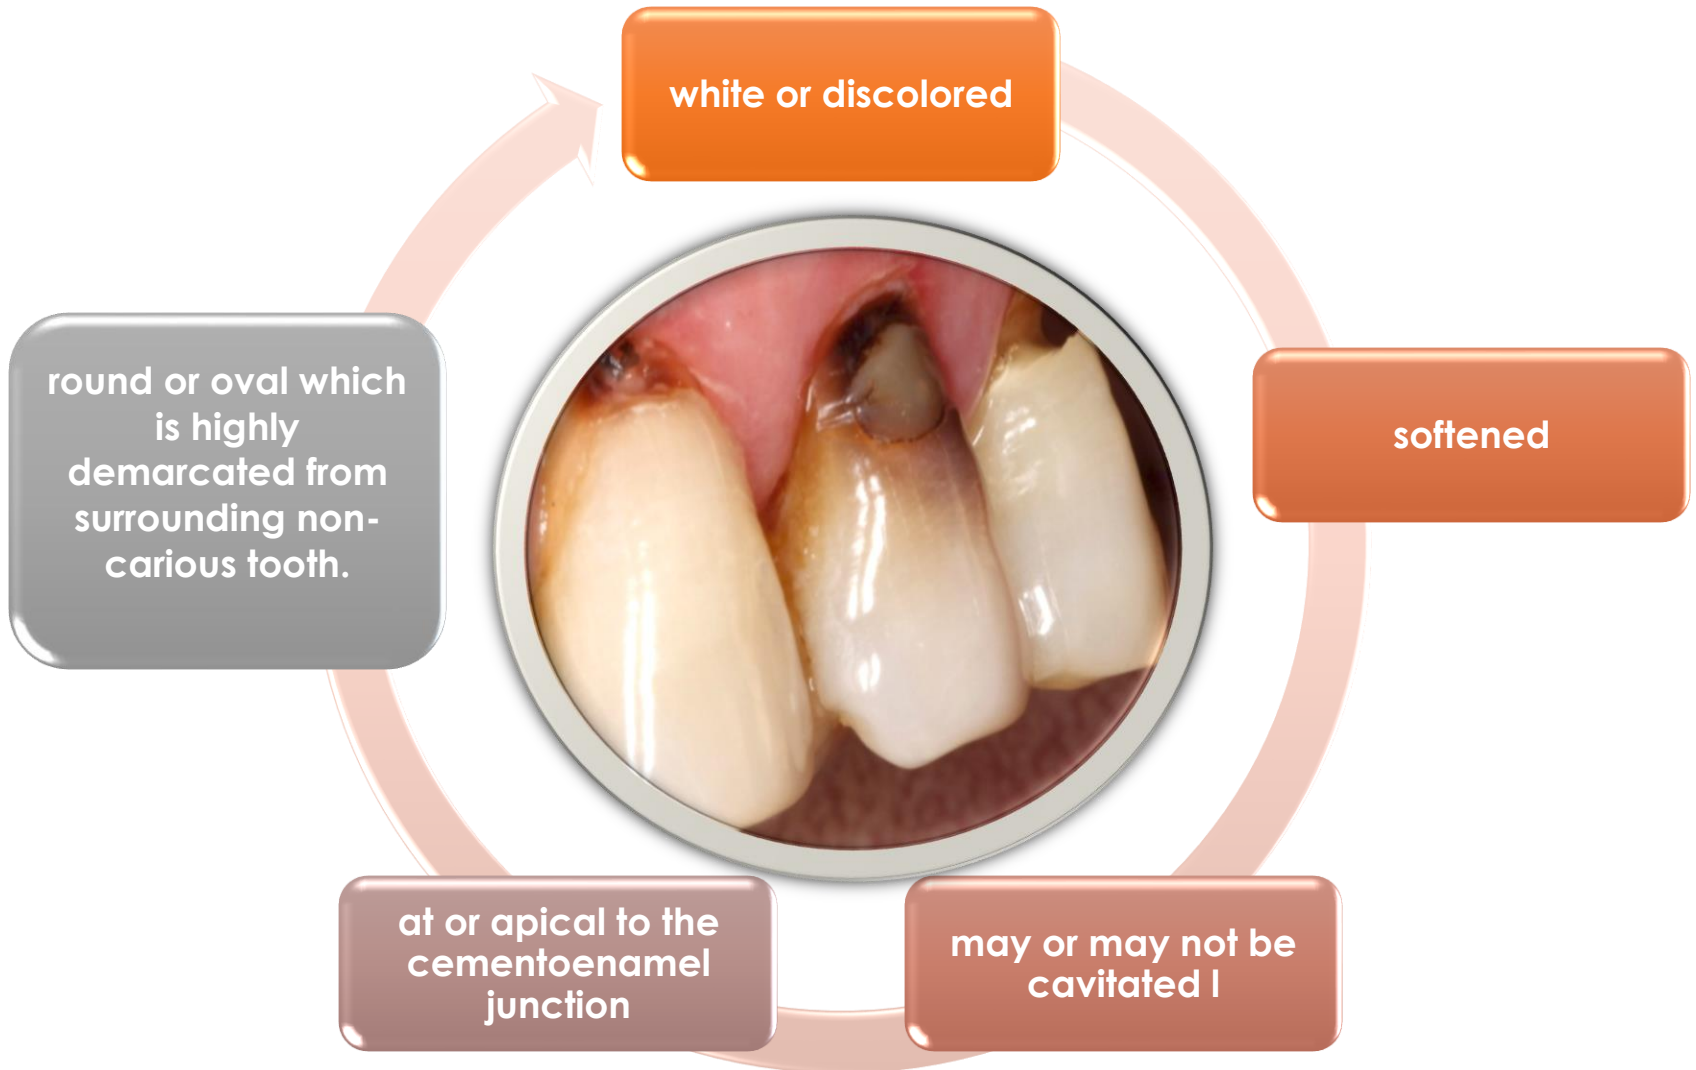 white or discolored
softened
may or may not be
cavitated l
at or apical to the
cementoenamel
junction
round or oval which
is highly
demarcated from
surrounding non-
carious tooth.